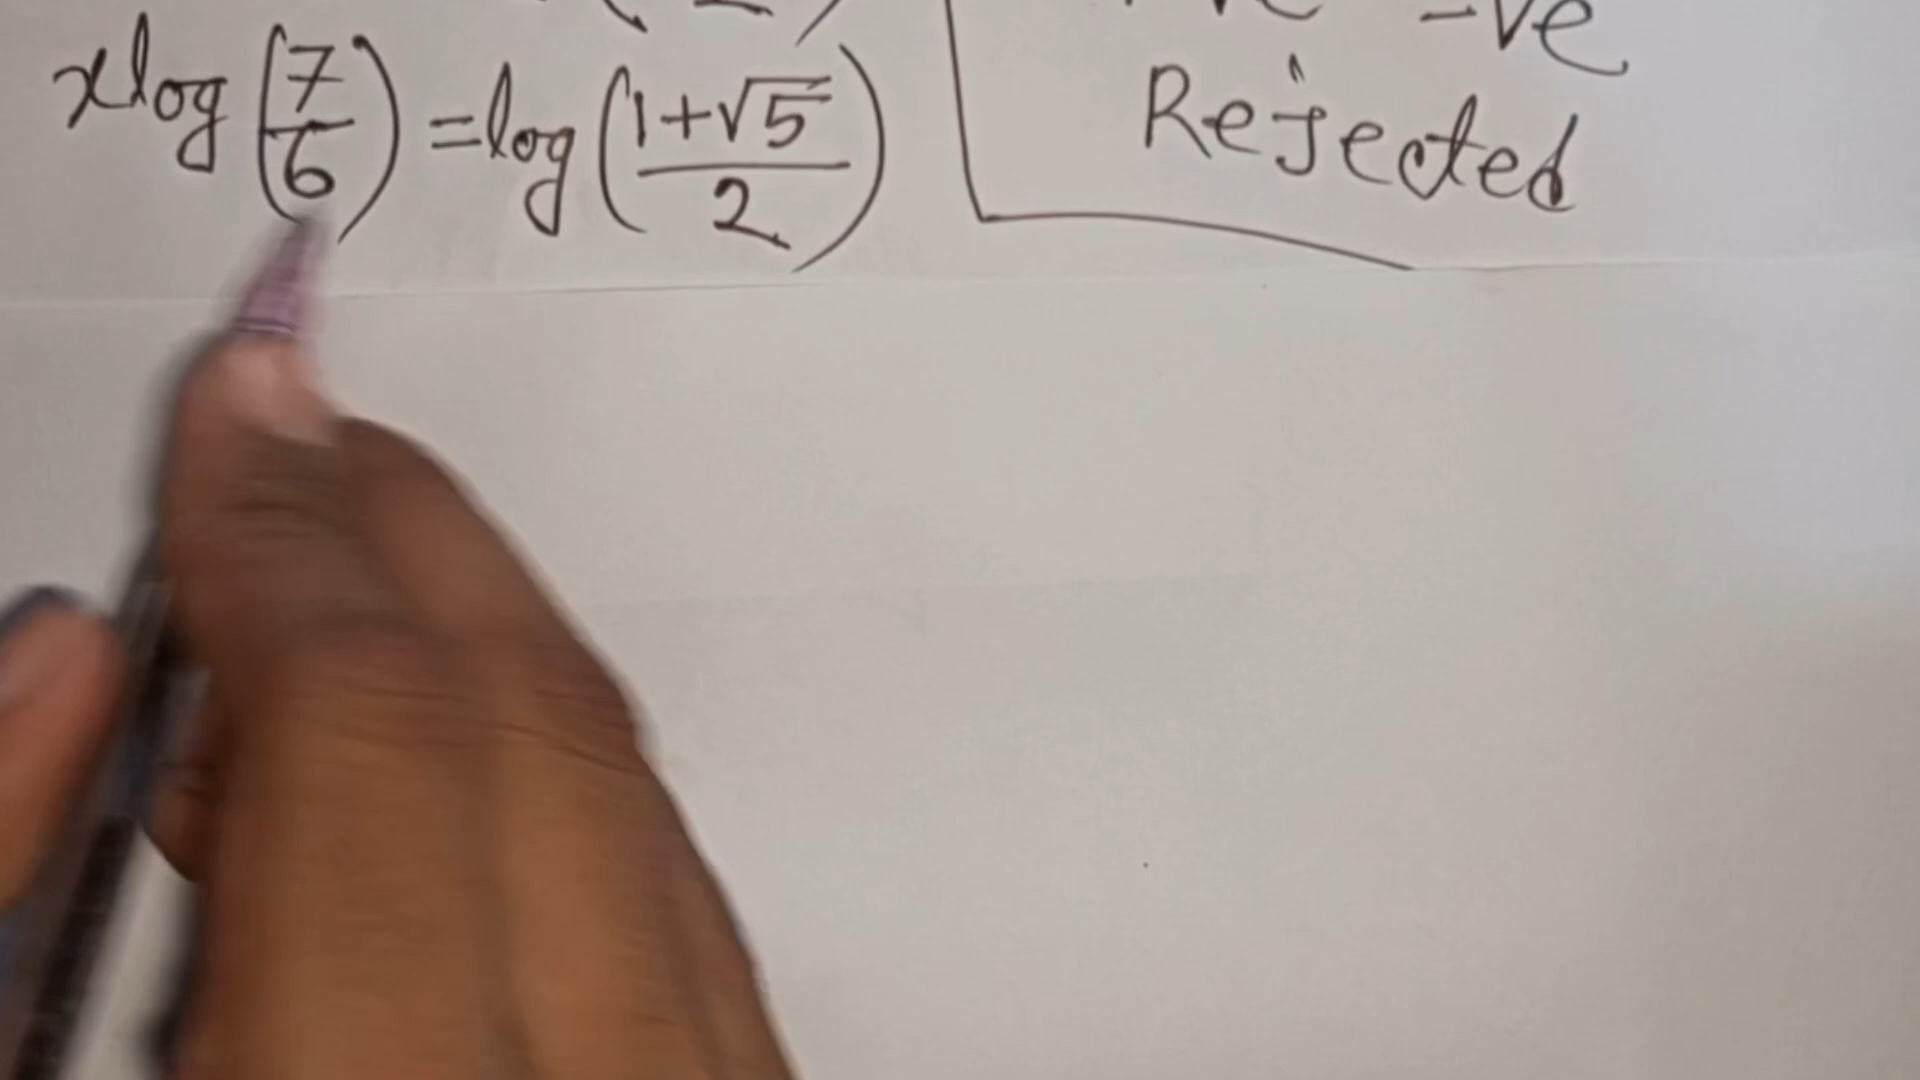 -ve
xlog(7/6) = log((1+√5)/2)
Rejected